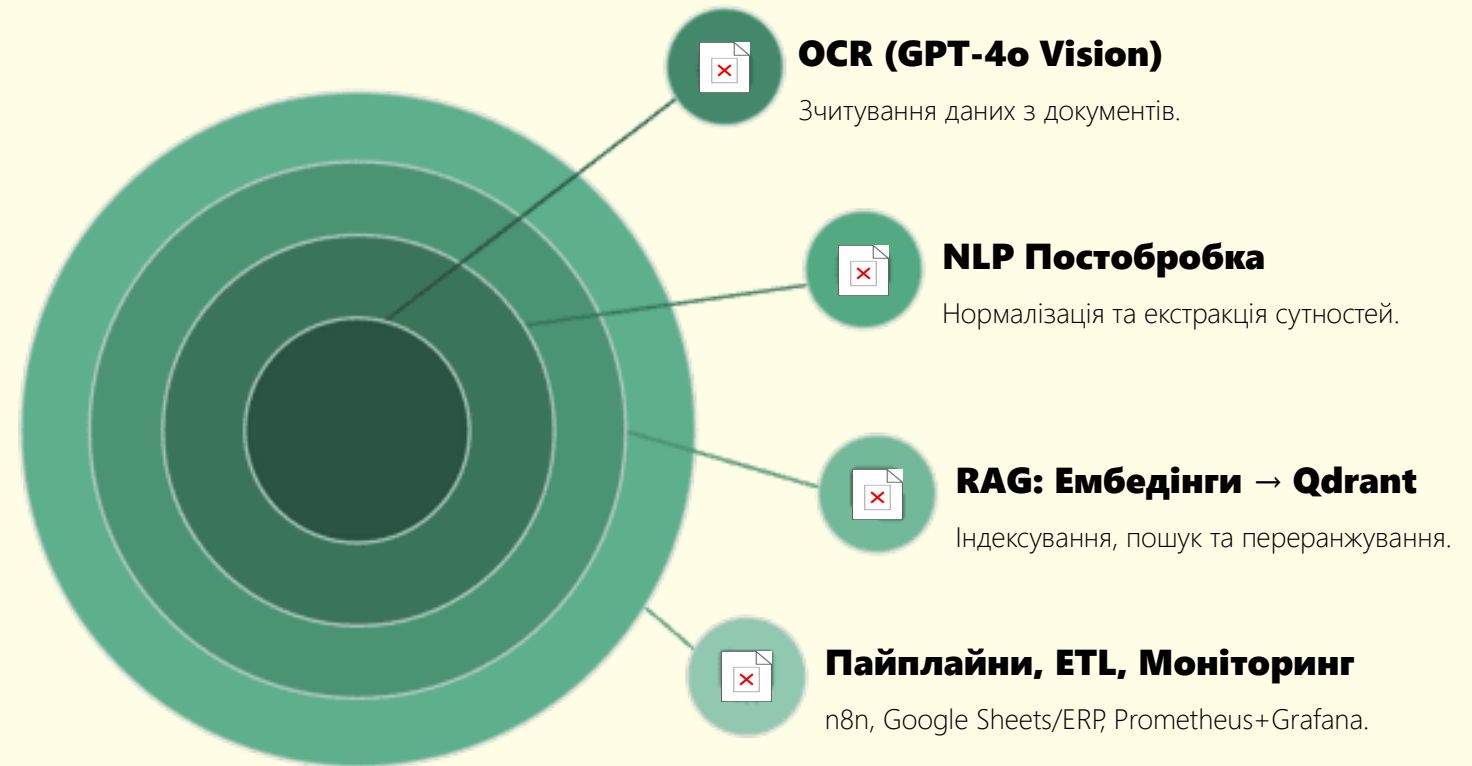 OCR (GPT-4o Vision)
Зчитування даних з документів.
NLP Постобробка
Нормалізація та екстракція сутностей.
RAG: Ембедінги → Qdrant
Індексування, пошук та переранжування.
Пайплайни, ETL, Моніторинг
n8n, Google Sheets/ERP, Prometheus+Grafana.